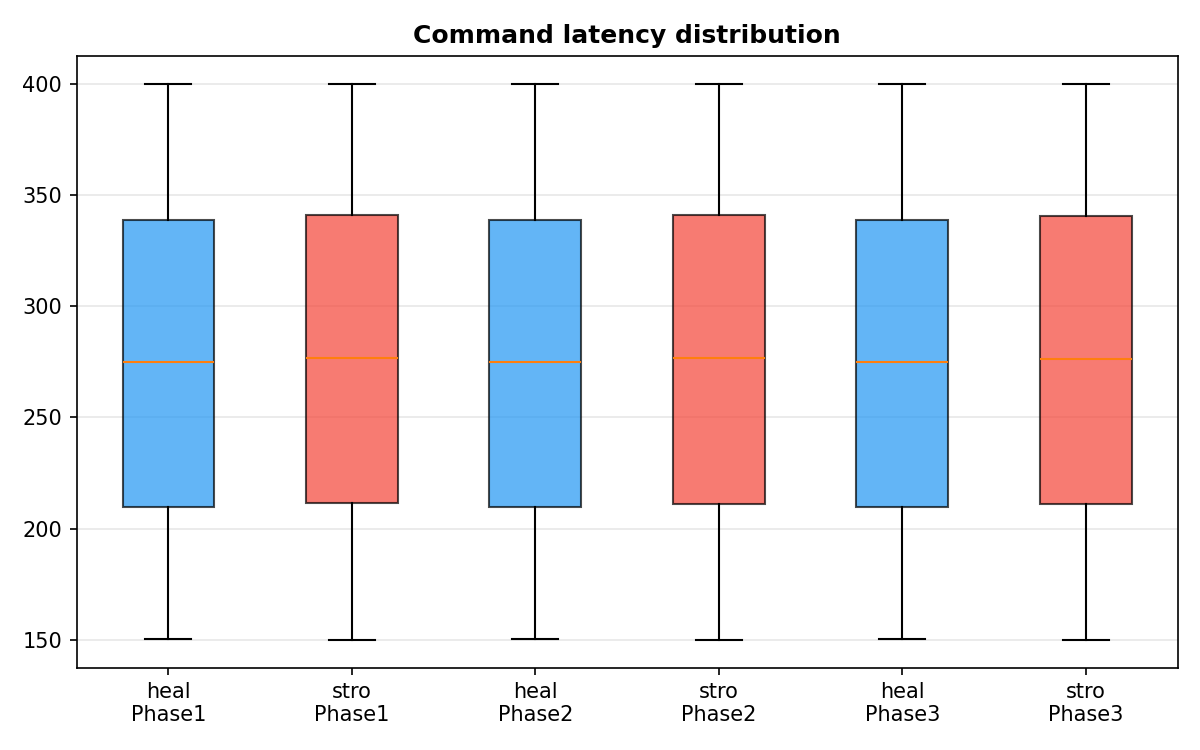 Command latency distribution
400
350
300
250
200
150
heal stro heal stro heal stro
Phase1 Phase1 Phase2 Phase2 Phase3 Phase3